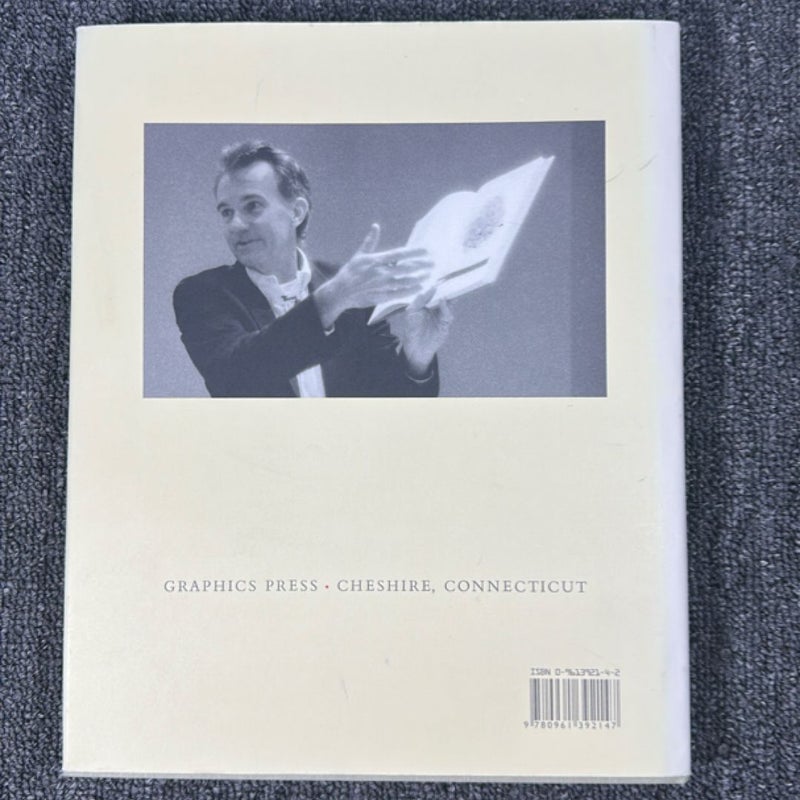 GRAPHICS PRESS · CHESHIRE, CONNECTICUT
ISBN 0-9613921-4-2
9 780961 392147